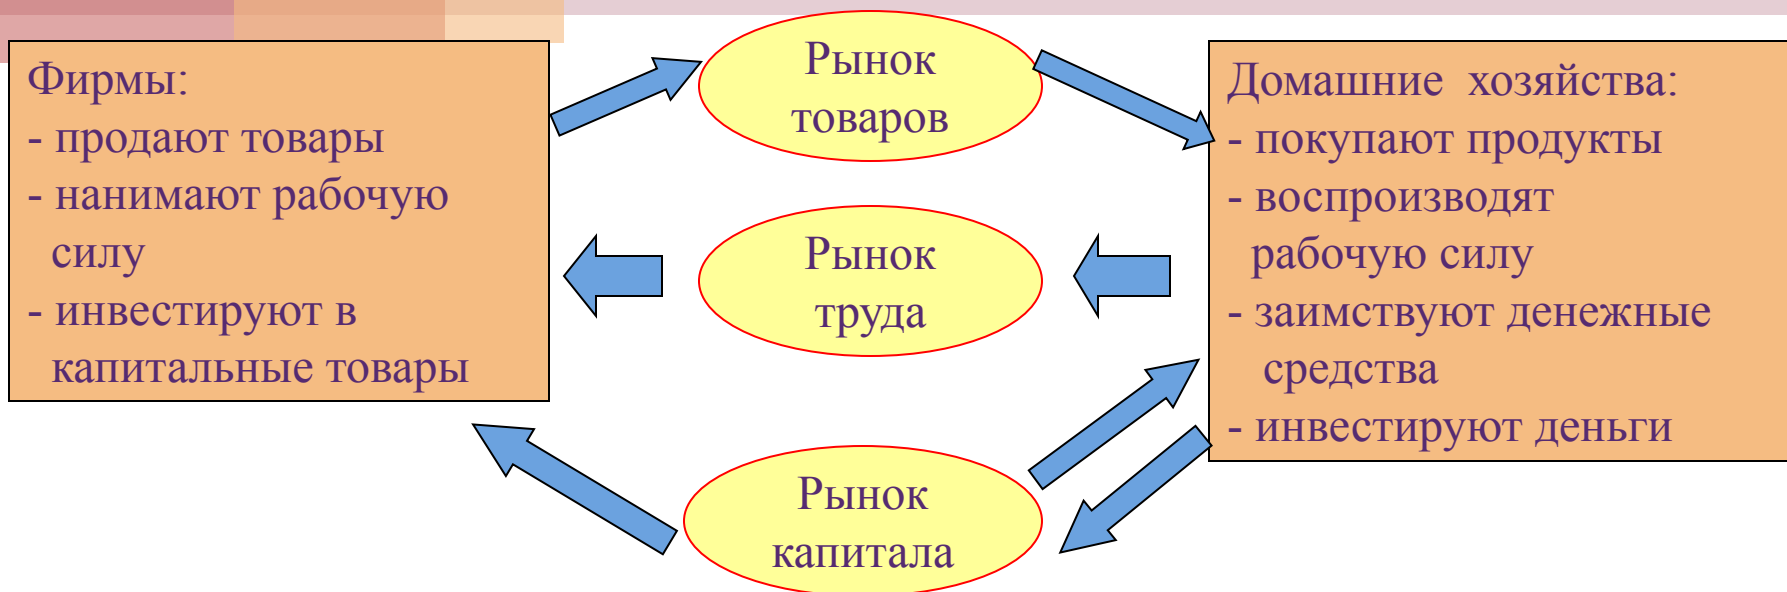 Фирмы:
- продают товары
- нанимают рабочую
силу
- инвестируют в
капитальные товары
Рынок
товаров
Рынок
труда
Рынок
капитала
Домашние хозяйства:
- покупают продукты
- воспроизводят
рабочую силу
- заимствуют денежные
средства
- инвестируют деньги